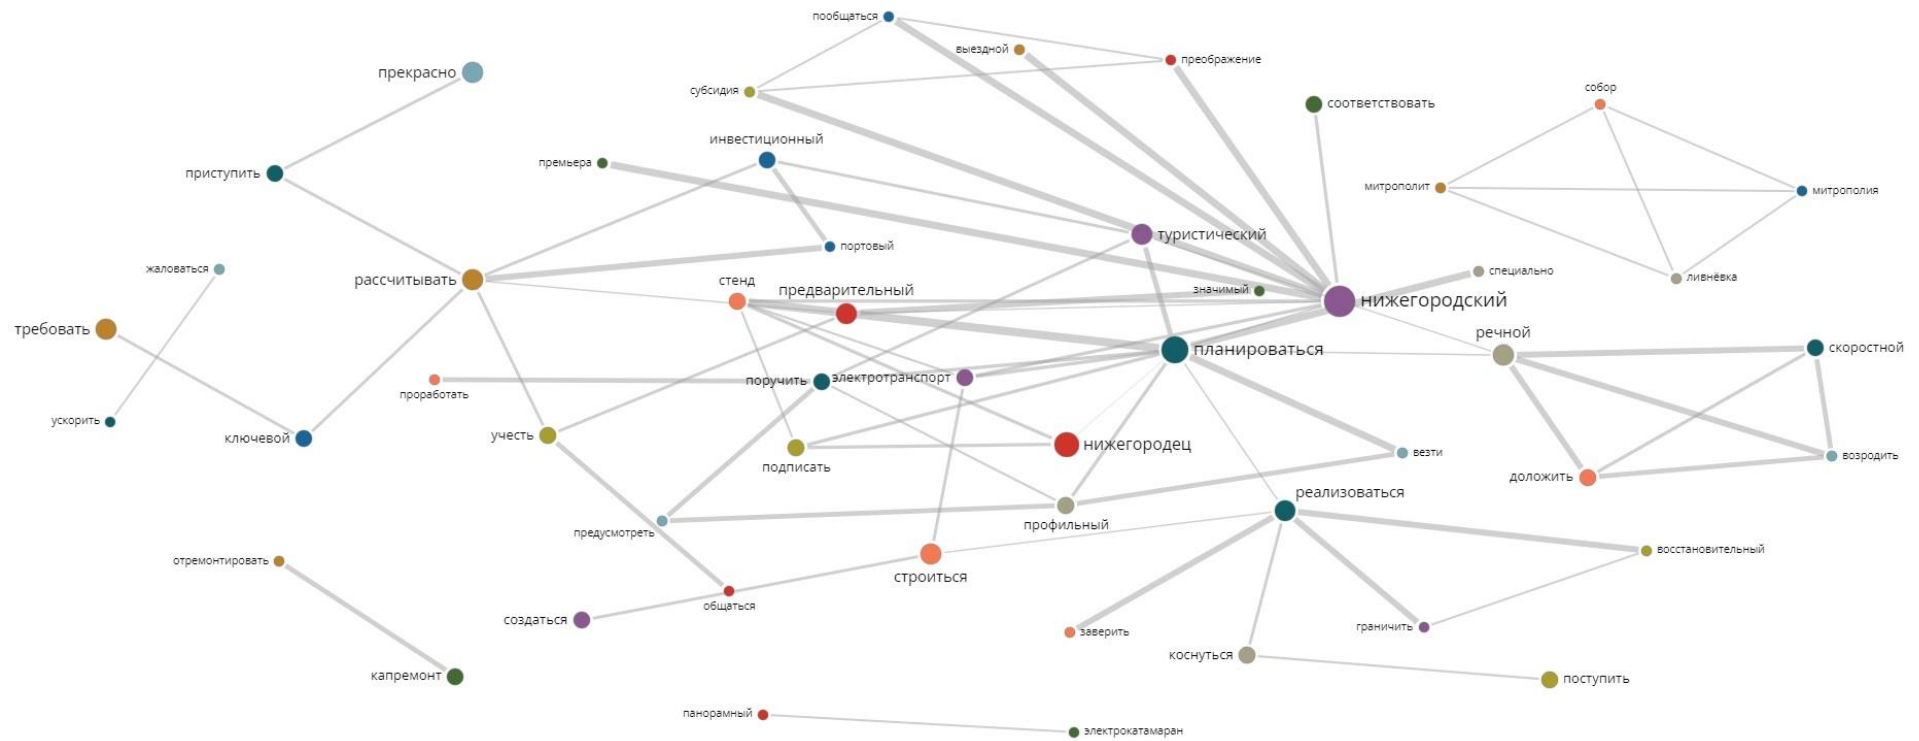 пообщаться
выездной
преображение
прекрасно
субсидия
собор
соответствовать
инвестиционный
премьера
приступить
митрополит
митрополия
туристический
портовый
жаловаться
специально
рассчитывать
стенд
ливнёвка
предварительный
значимый
нижегородский
требовать
речной
планироваться
скоростной
поручить
электротранспорт
проработать
ускорить
ключевой
учесть
нижегородец
везти
возродить
подписать
доложить
реализоваться
профильный
предусмотреть
восстановительный
отремонтировать
строиться
общаться
создаться
заверить
граничить
коснуться
капремонт
поступить
панорамный
электрокатамаран